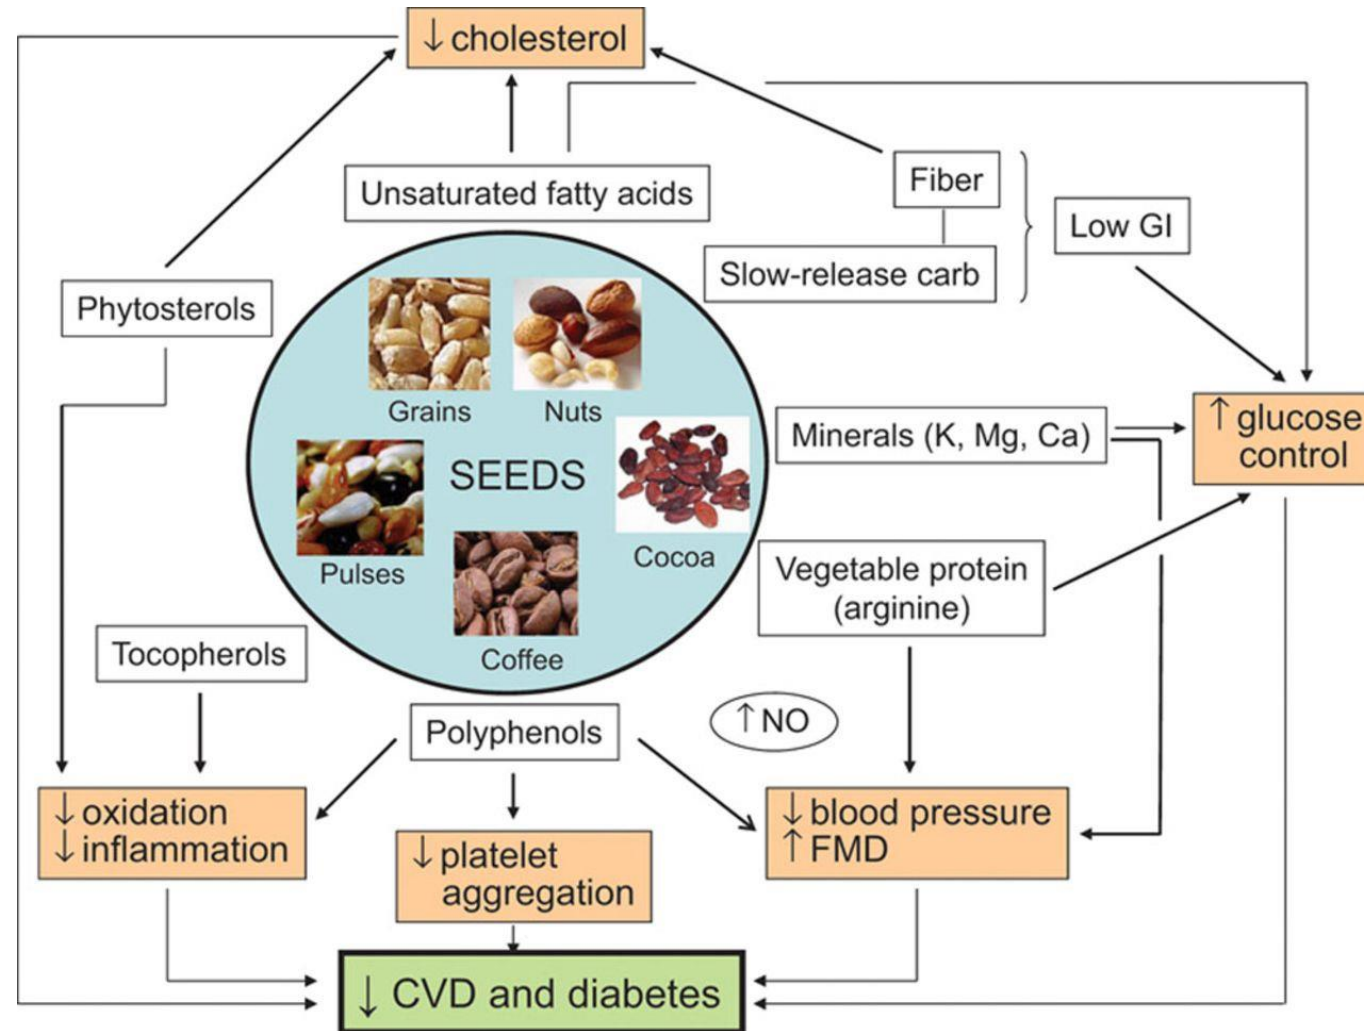 ↓ cholesterol
Unsaturated fatty acids
Fiber
Low GI
Slow-release carb
Phytosterols
Grains
Nuts
Minerals (K, Mg, Ca)
↑ glucose
control
SEEDS
Pulses
Cocoa
Vegetable protein
(arginine)
Coffee
Tocopherols
Polyphenols
↑ NO
↓ oxidation
↓ inflammation
↓ platelet
aggregation
↓ blood pressure
↑ FMD
↓ CVD and diabetes